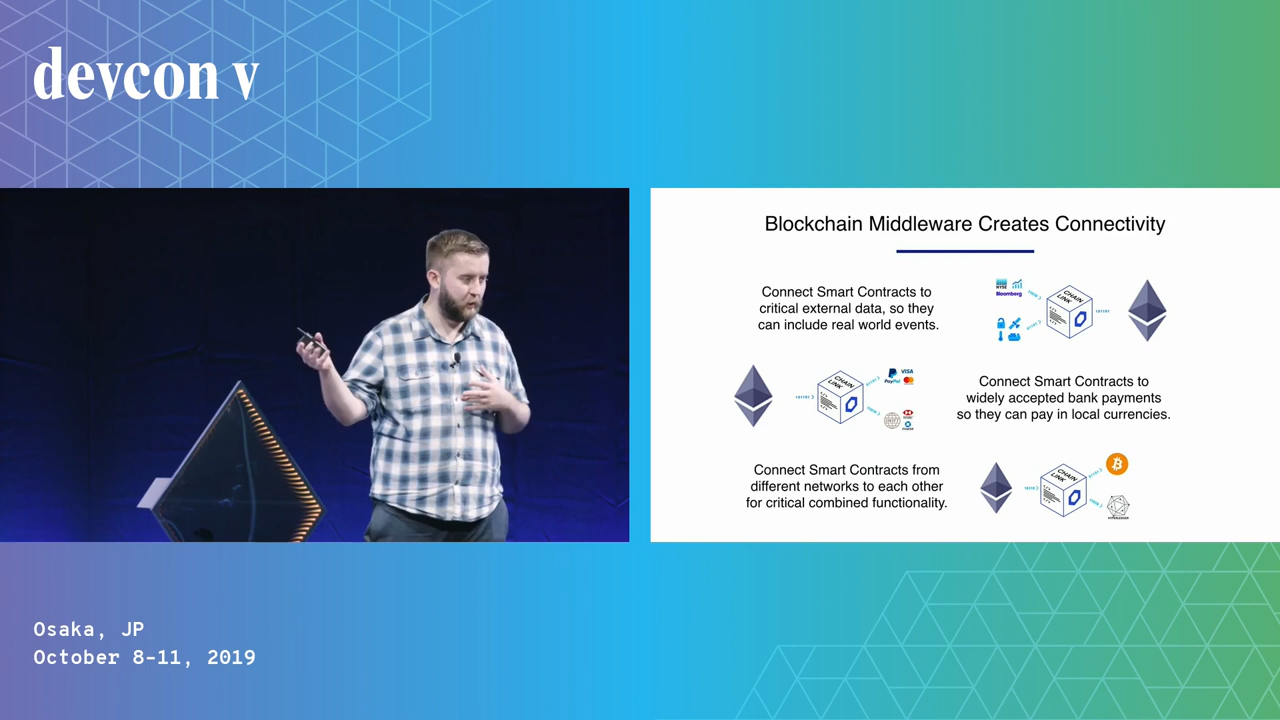 devcon v
Blockchain Middleware Creates Connectivity
Connect Smart Contracts to
critical external data, so they
can include real world events.
NYSE
Bloomberg
CHAIN
LINK
CHAIN
LINK
PayPal
VISA
Connect Smart Contracts to
widely accepted bank payments
so they can pay in local currencies.
Connect Smart Contracts from
different networks to each other
for critical combined functionality.
CHAIN
LINK
HYPERLEDGER
Osaka, JP
October 8-11, 2019